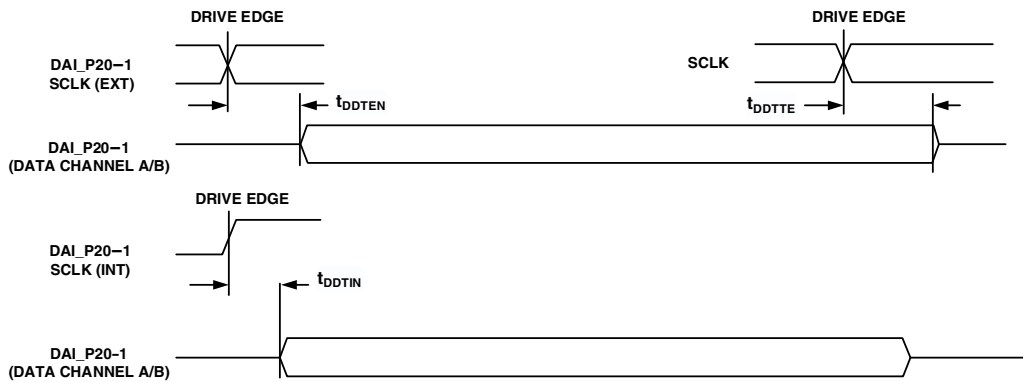 DRIVE EDGE
DRIVE EDGE
DAI_P20–1
SCLK (EXT)
SCLK
tDDTEN
tDDTTE
DAI_P20–1
(DATA CHANNEL A/B)
DRIVE EDGE
DAI_P20–1
SCLK (INT)
tDDTIN
DAI_P20-1
(DATA CHANNEL A/B)